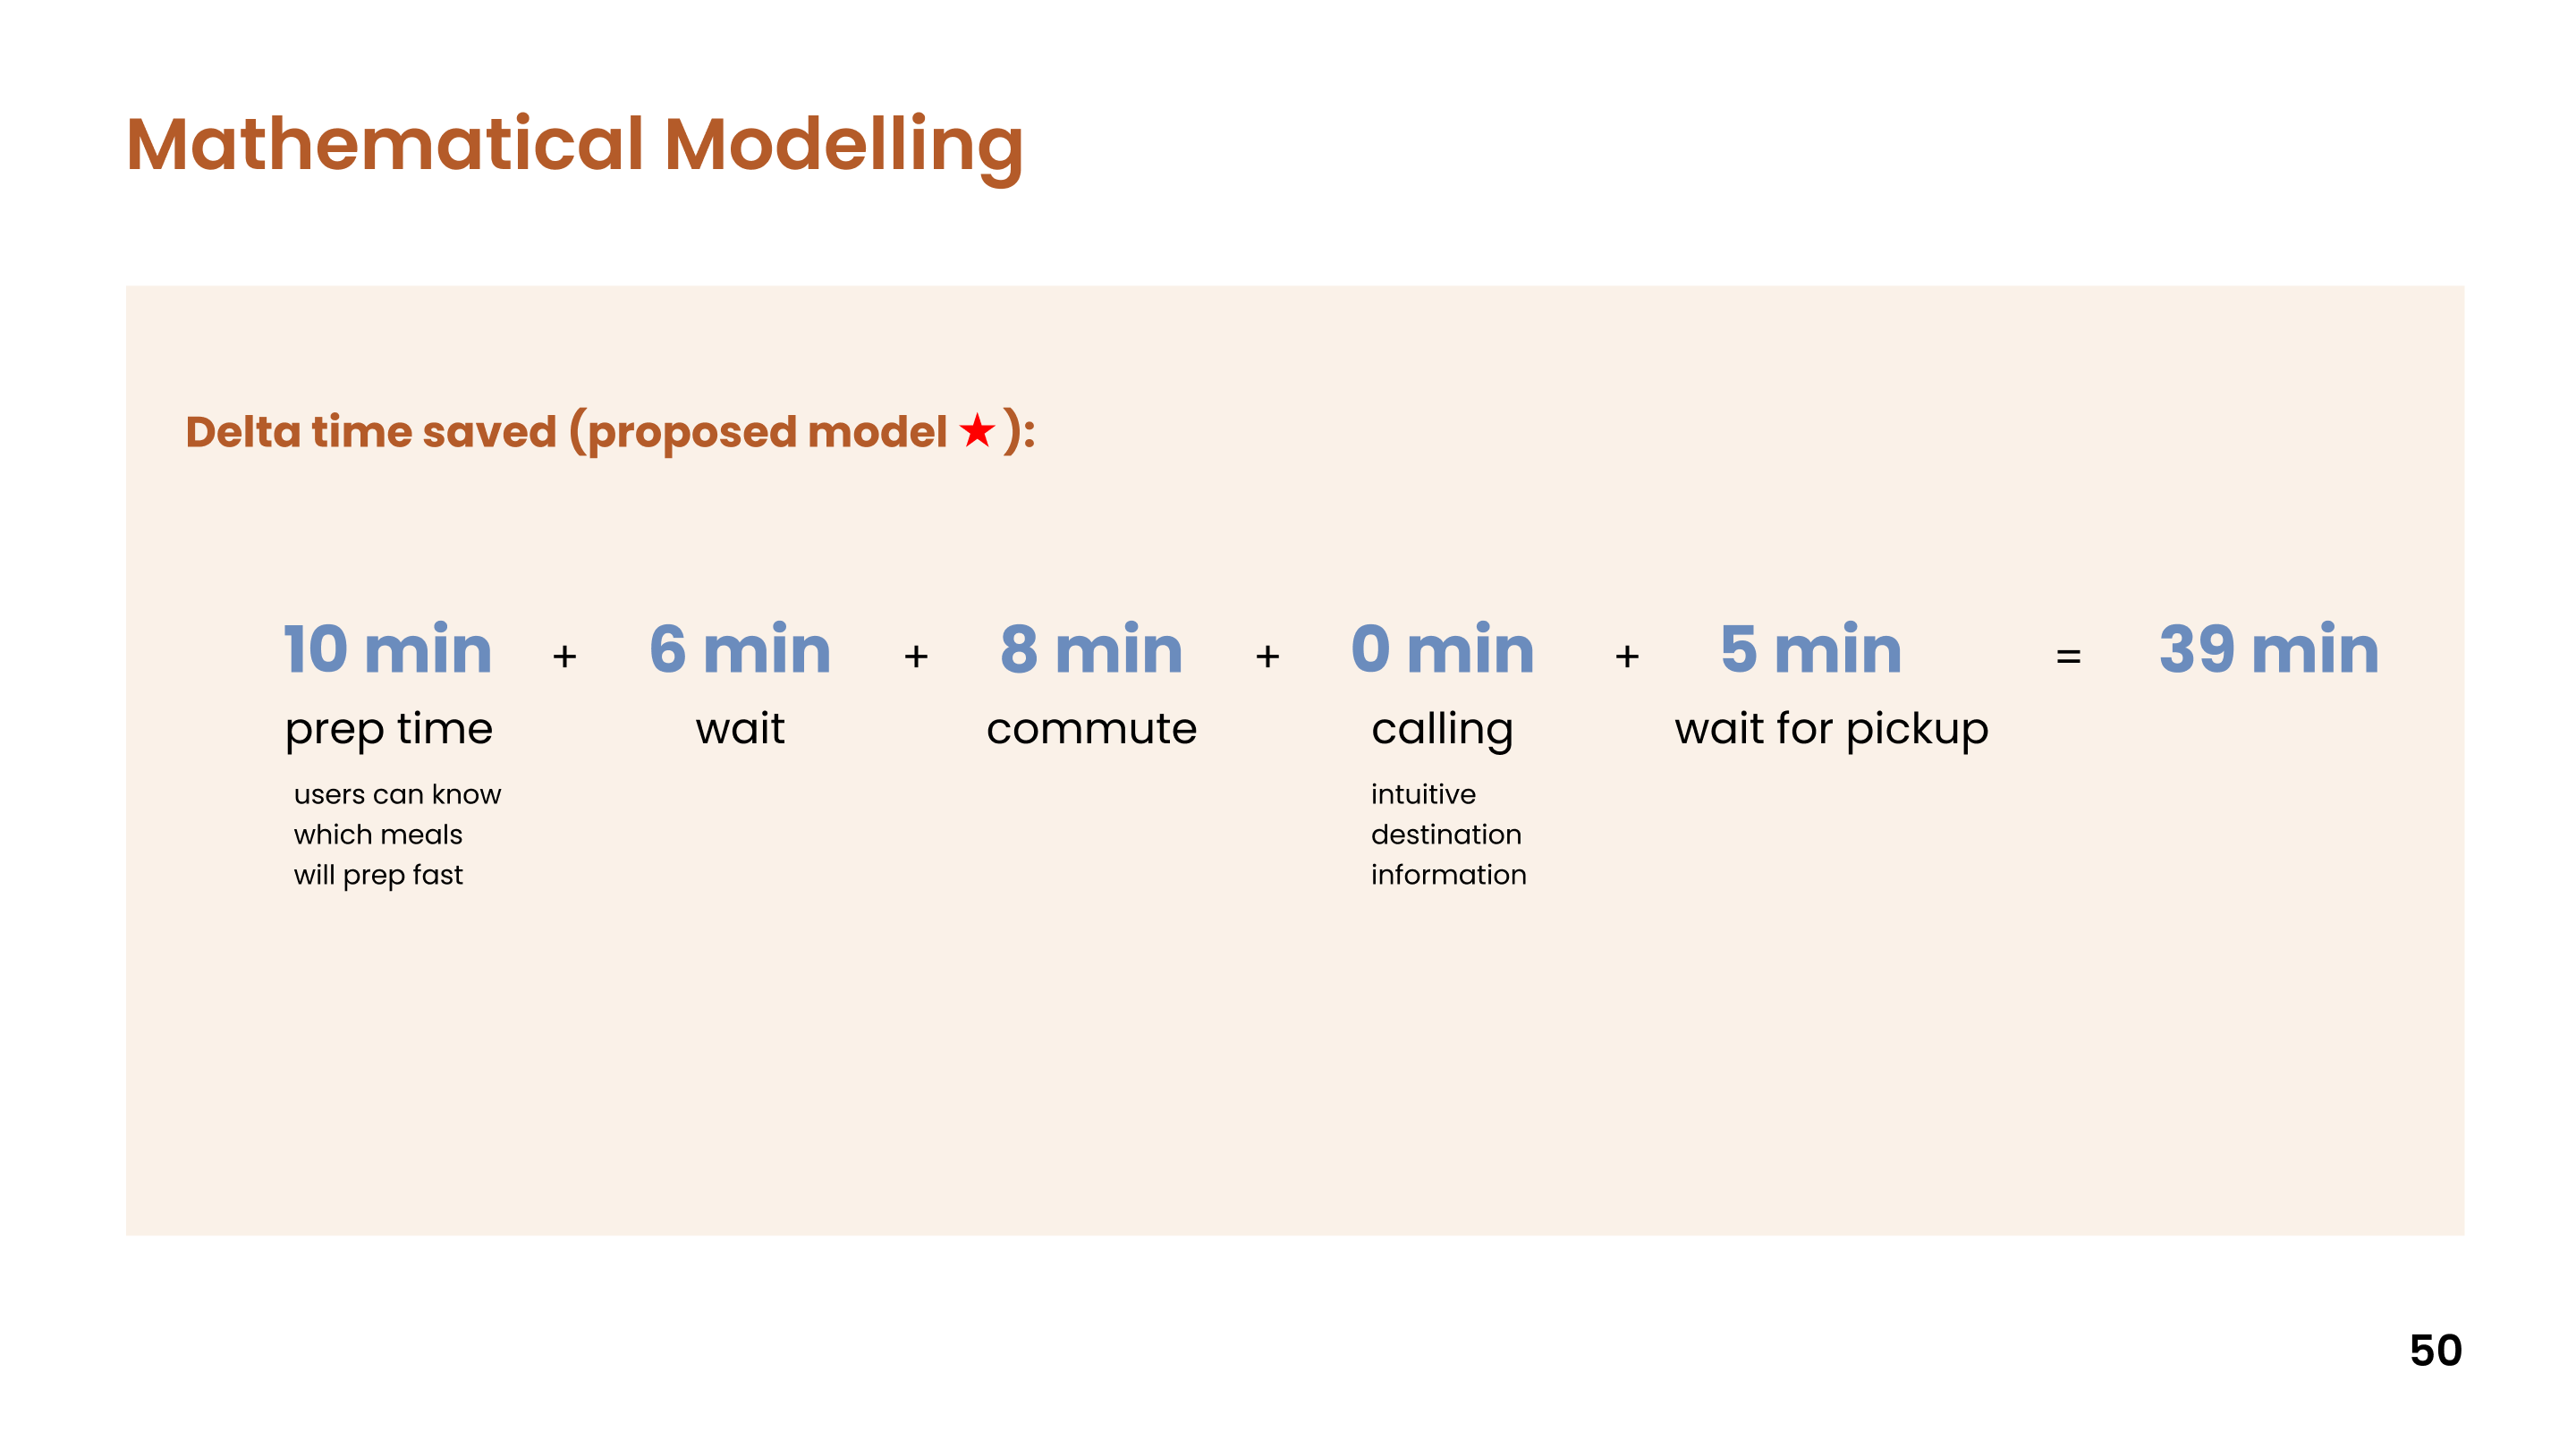 Mathematical Modelling
Delta time saved (proposed model ★):
10 min + 6 min + 8 min + 0 min + 5 min = 39 min
prep time wait commute calling wait for pickup
users can know intuitive
which meals destination
will prep fast information
50